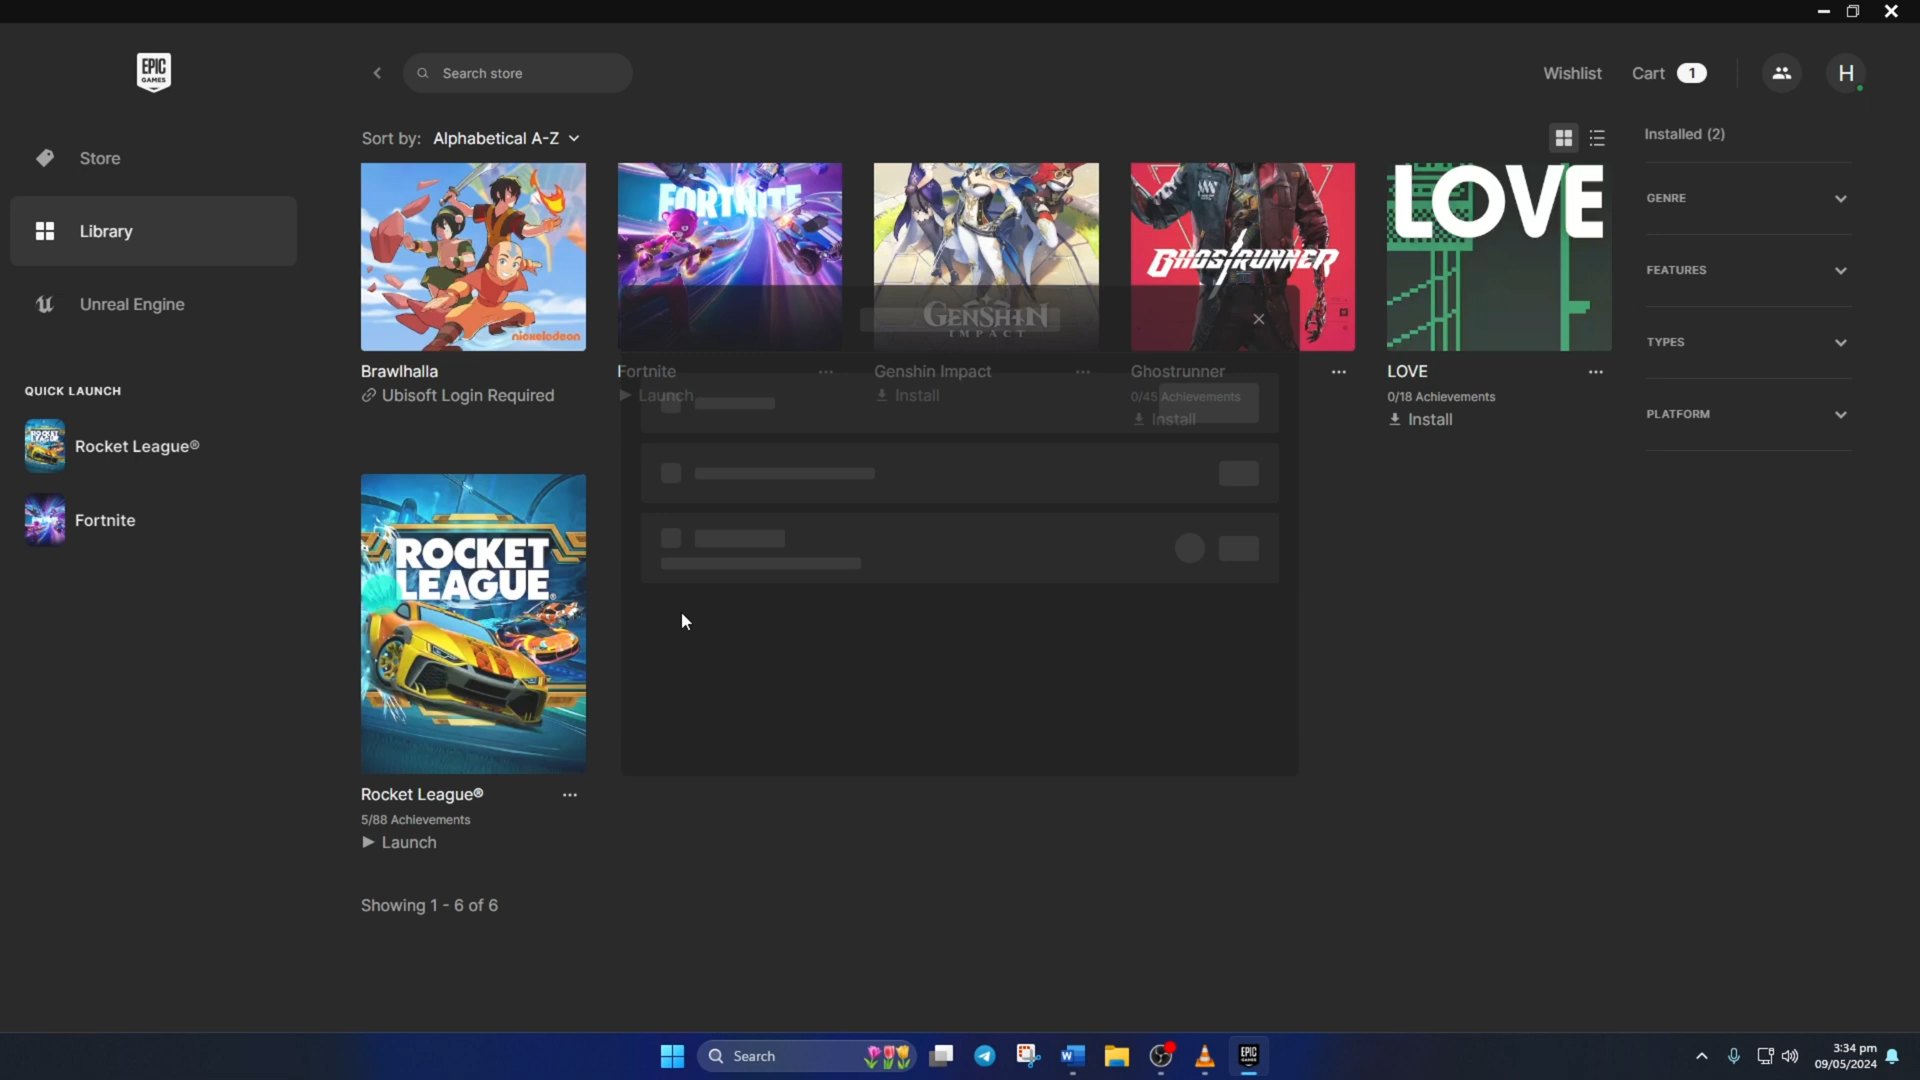 EPIC
GAMES
Search store
Wishlist
Cart 1
H
Store
Library
Unreal Engine
QUICK LAUNCH
Rocket League®
Fortnite
Sort by: Alphabetical A-Z
nickelodeon
FORTNITE
GENSHIN
IMPACT
GHOSTRUNNER
LOVE
Brawlhalla
Ubisoft Login Required
Fortnite
Launch
Genshin Impact
Install
Ghostrunner
0/45 Achievements
Install
LOVE
0/18 Achievements
Install
ROCKET
LEAGUE
Rocket League®
5/88 Achievements
Launch
Showing 1 - 6 of 6
Installed (2)
GENRE
FEATURES
TYPES
PLATFORM
Search
EPIC
GAMES
3:34 pm
09/05/2024